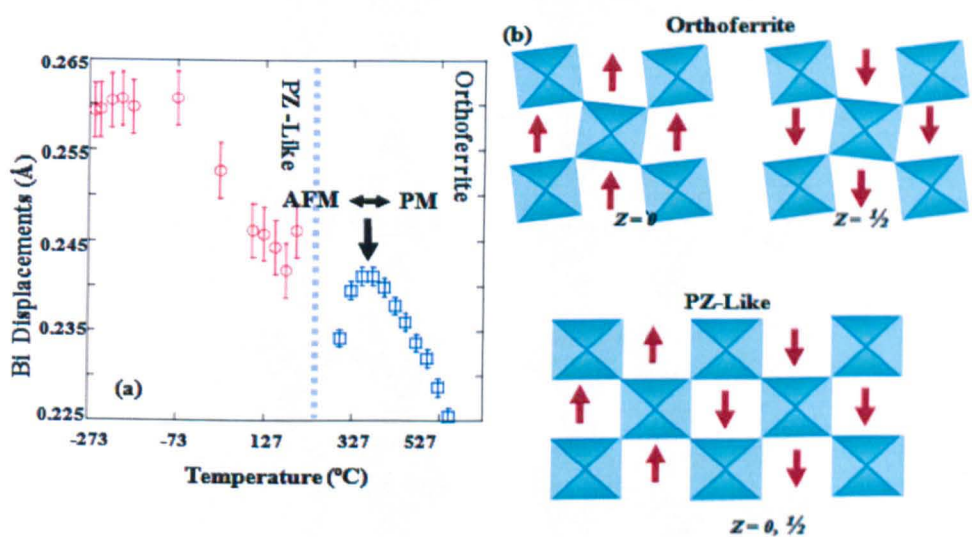 0.265
0.255
0.245
0.235
0.225
Bi Displacements (Å)
-273
-73
127
327
527
Temperature (ºC)
(a)
PZ-Like
Orthoferrite
AFM
PM
(b)
Orthoferrite
Z= 0
Z= ½
PZ-Like
Z= 0, ½